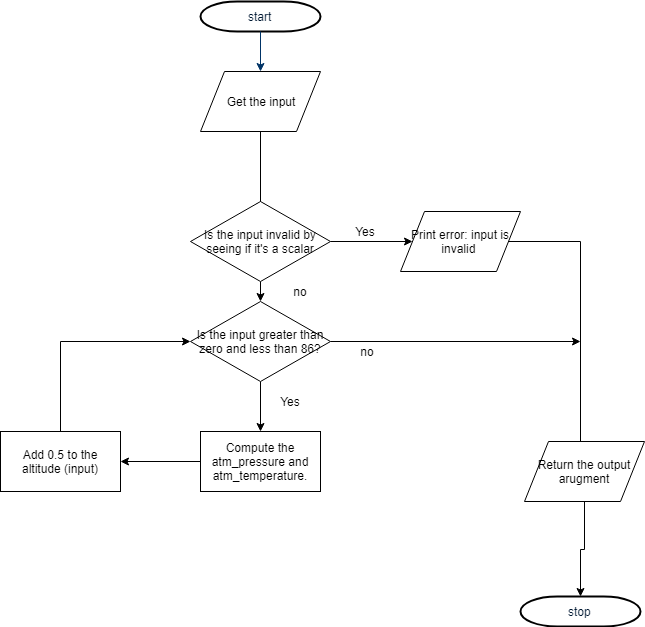 start
Get the input
Is the input invalid by
seeing if it's a scalar
Yes
Print error: input is
invalid
no
Is the input greater than
zero and less than 86?
no
Yes
Add 0.5 to the
altitude (input)
Compute the
atm_pressure and
atm_temperature.
Return the output
arugment
stop